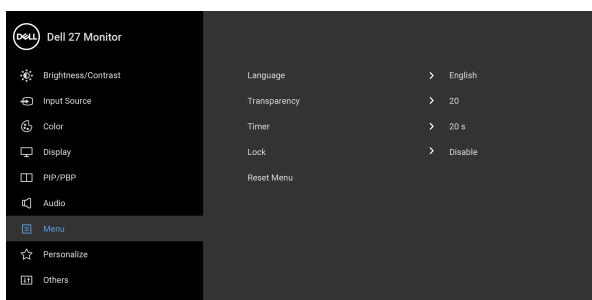 DELL Dell 27 Monitor
Brightness/Contrast
Input Source
Color
Display
PIP/PBP
Audio
Menu
Personalize
Others
Language > English
Transparency > 20
Timer > 20 s
Lock > Disable
Reset Menu